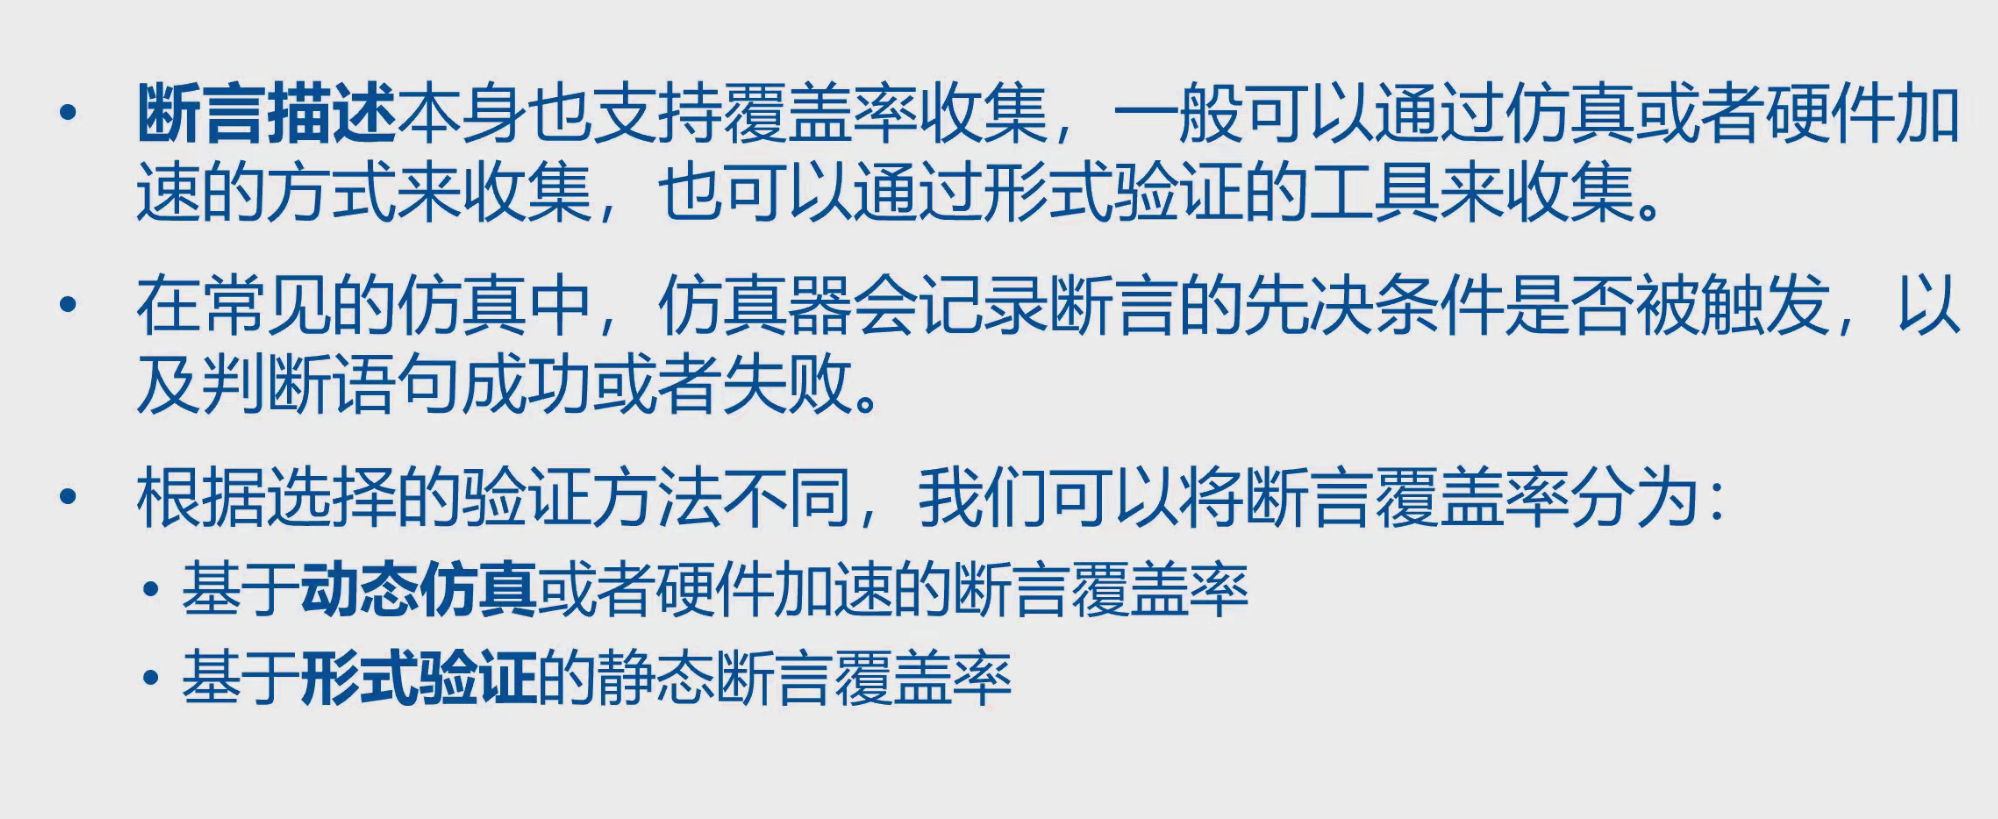 • 断言描述本身也支持覆盖率收集，一般可以通过仿真或者硬件加
速的方式来收集，也可以通过形式验证的工具来收集。
• 在常见的仿真中，仿真器会记录断言的先决条件是否被触发，以
及判断语句成功或者失败。
• 根据选择的验证方法不同，我们可以将断言覆盖率分为：
• 基于动态仿真或者硬件加速的断言覆盖率
• 基于形式验证的静态断言覆盖率